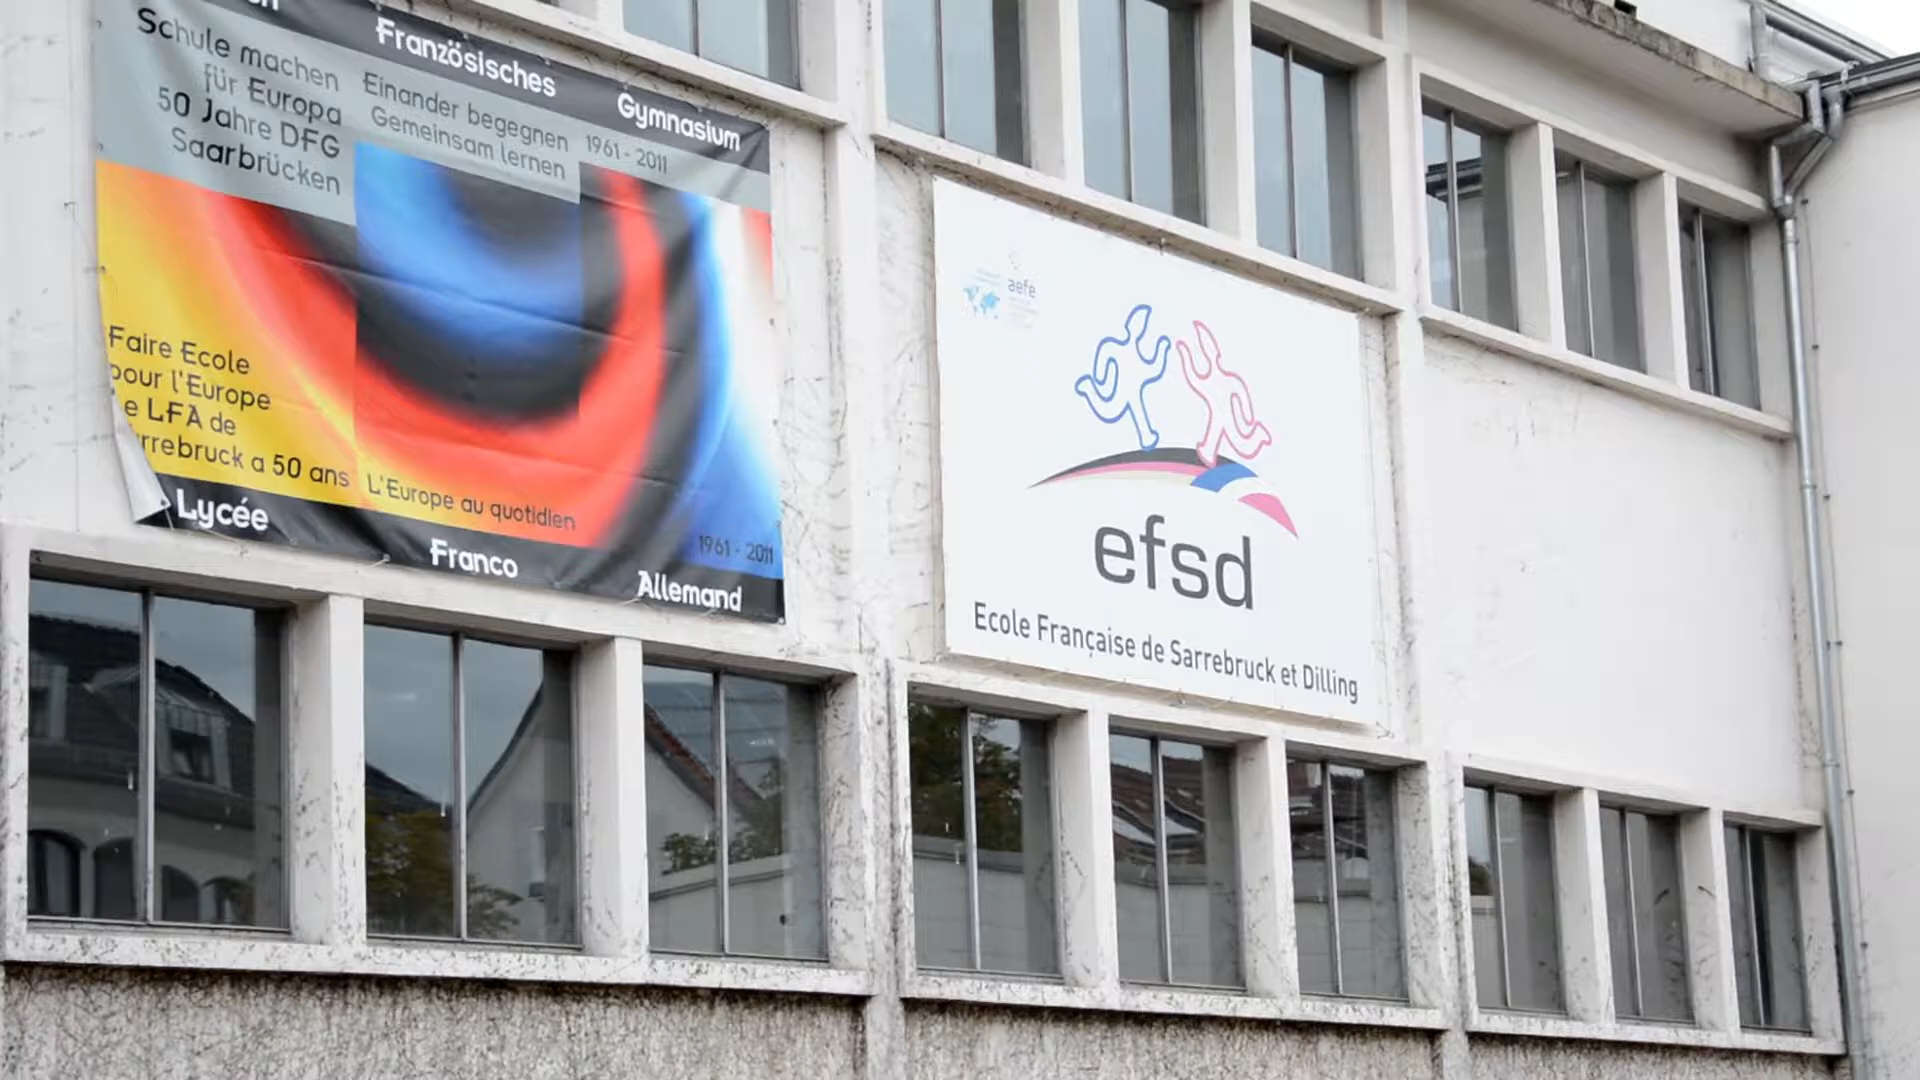 Französisches
Gymnasium
Schule machen
für Europa
50 Jahre DFG
Saarbrücken
Einander begegnen
Gemeinsam lernen
1961 - 2011
Faire Ecole
pour l'Europe
e LFA de
rrebruck a 50 ans
L'Europe au quotidien
1961 - 2011
Lycée
Franco
Allemand
aefe
efsd
Ecole Française de Sarrebruck et Dilling